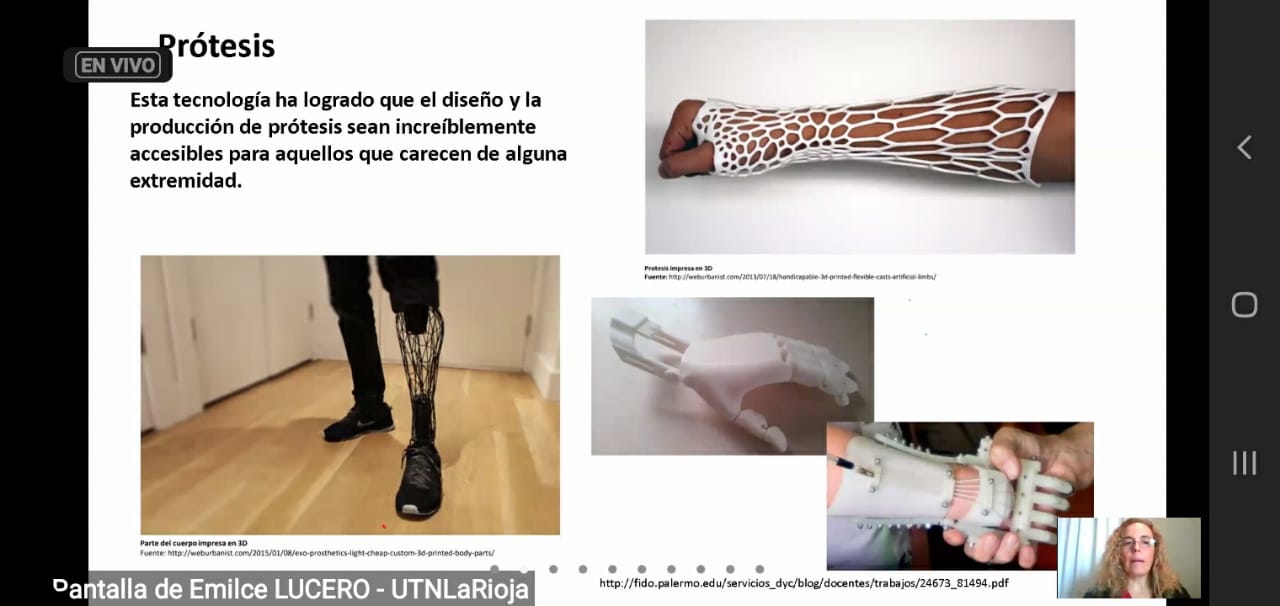 Prótesis
EN VIVO
Esta tecnología ha logrado que el diseño y la
producción de prótesis sean increíblemente
accesibles para aquellos que carecen de alguna
extremidad.
Protesis impresa en 3D
Fuente: http://weburbanist.com/2013/07/18/handicapable-3d-printed-flexible-casts-artificial-limbs/
Parte del cuerpo impresa en 3D
Fuente: http://weburbanist.com/2015/01/08/exo-prosthetics-light-cheap-custom-3d-printed-body-parts/
http://fido.palermo.edu/servicios_dyc/blog/docentes/trabajos/24673_81494.pdf
Pantalla de Emilce LUCERO - UTNLaRioja